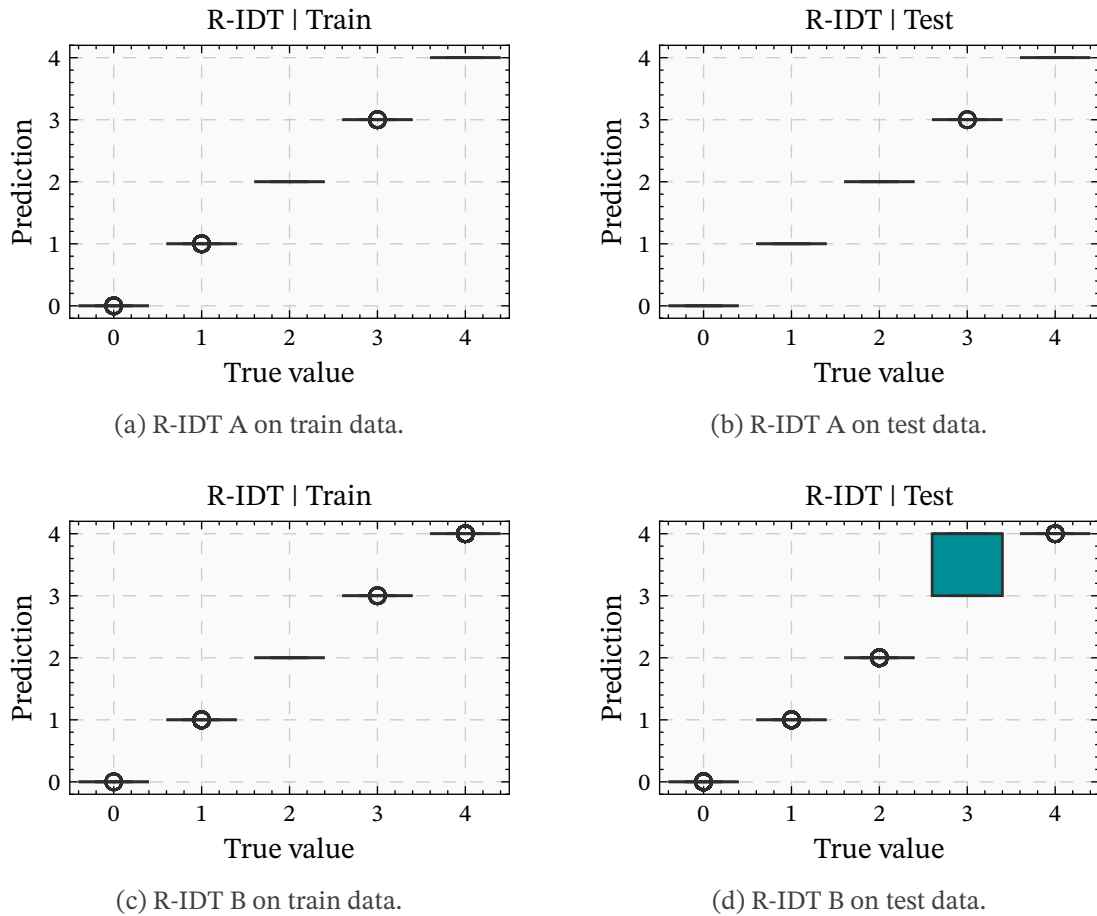 R-IDT | Train
4
3
2
1
0
Prediction
0 1 2 3 4
True value
(a) R-IDT A on train data.
R-IDT | Test
4
3
2
1
0
Prediction
0 1 2 3 4
True value
(b) R-IDT A on test data.
R-IDT | Train
4
3
2
1
0
Prediction
0 1 2 3 4
True value
(c) R-IDT B on train data.
R-IDT | Test
4
3
2
1
0
Prediction
0 1 2 3 4
True value
(d) R-IDT B on test data.